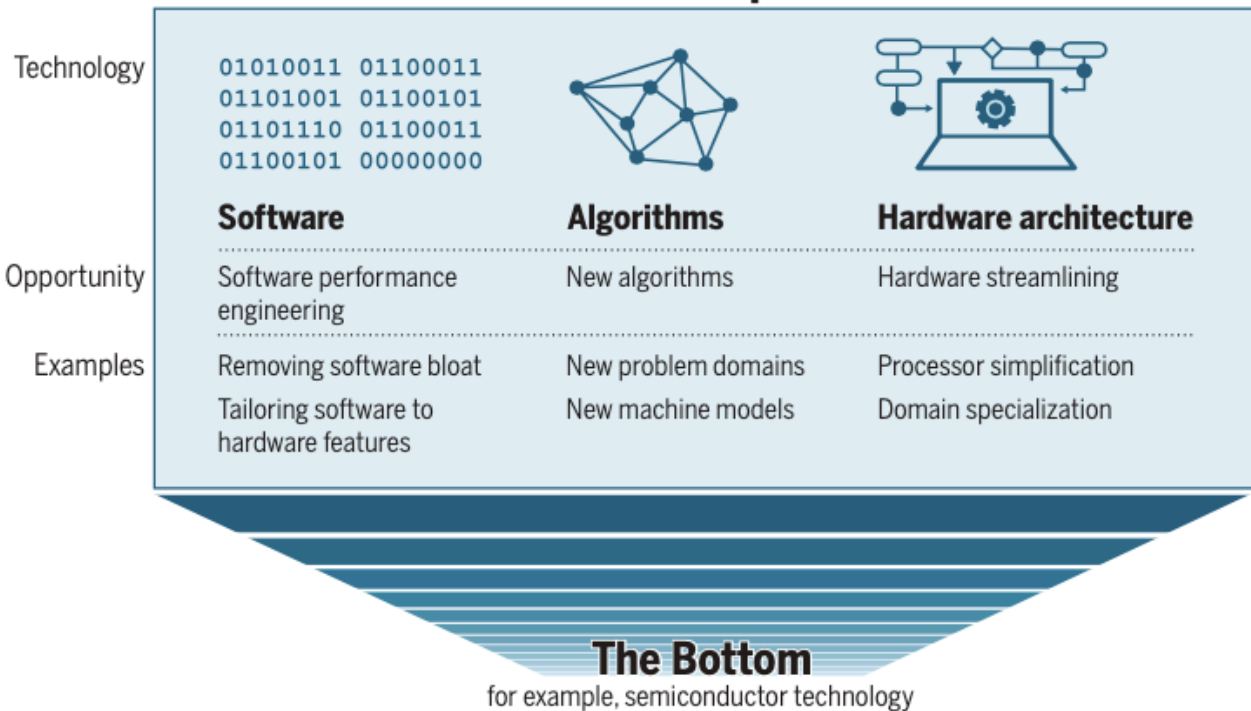 Technology
01010011 01100011
01101001 01100101
01101110 01100011
01100101 00000000
Software
Algorithms
Hardware architecture
Opportunity
Software performance
engineering
New algorithms
Hardware streamlining
Examples
Removing software bloat
New problem domains
Processor simplification
Tailoring software to
hardware features
New machine models
Domain specialization
The Bottom
for example, semiconductor technology